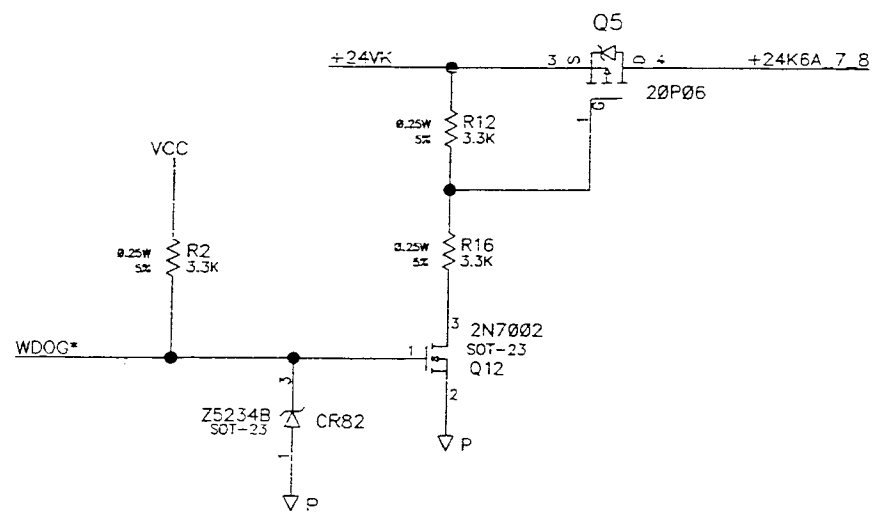 Q5
+24VK
3
S
D
4
+24K6A_7_8
G
1
20P06
0.25W
5%
R12
3.3K
VCC
0.25W
5%
R2
3.3K
0.25W
5%
R16
3.3K
WDOG*
3
2N7002
SOT-23
Q12
1
2
P
3
Z5234B
SOT-23
CR82
1
P